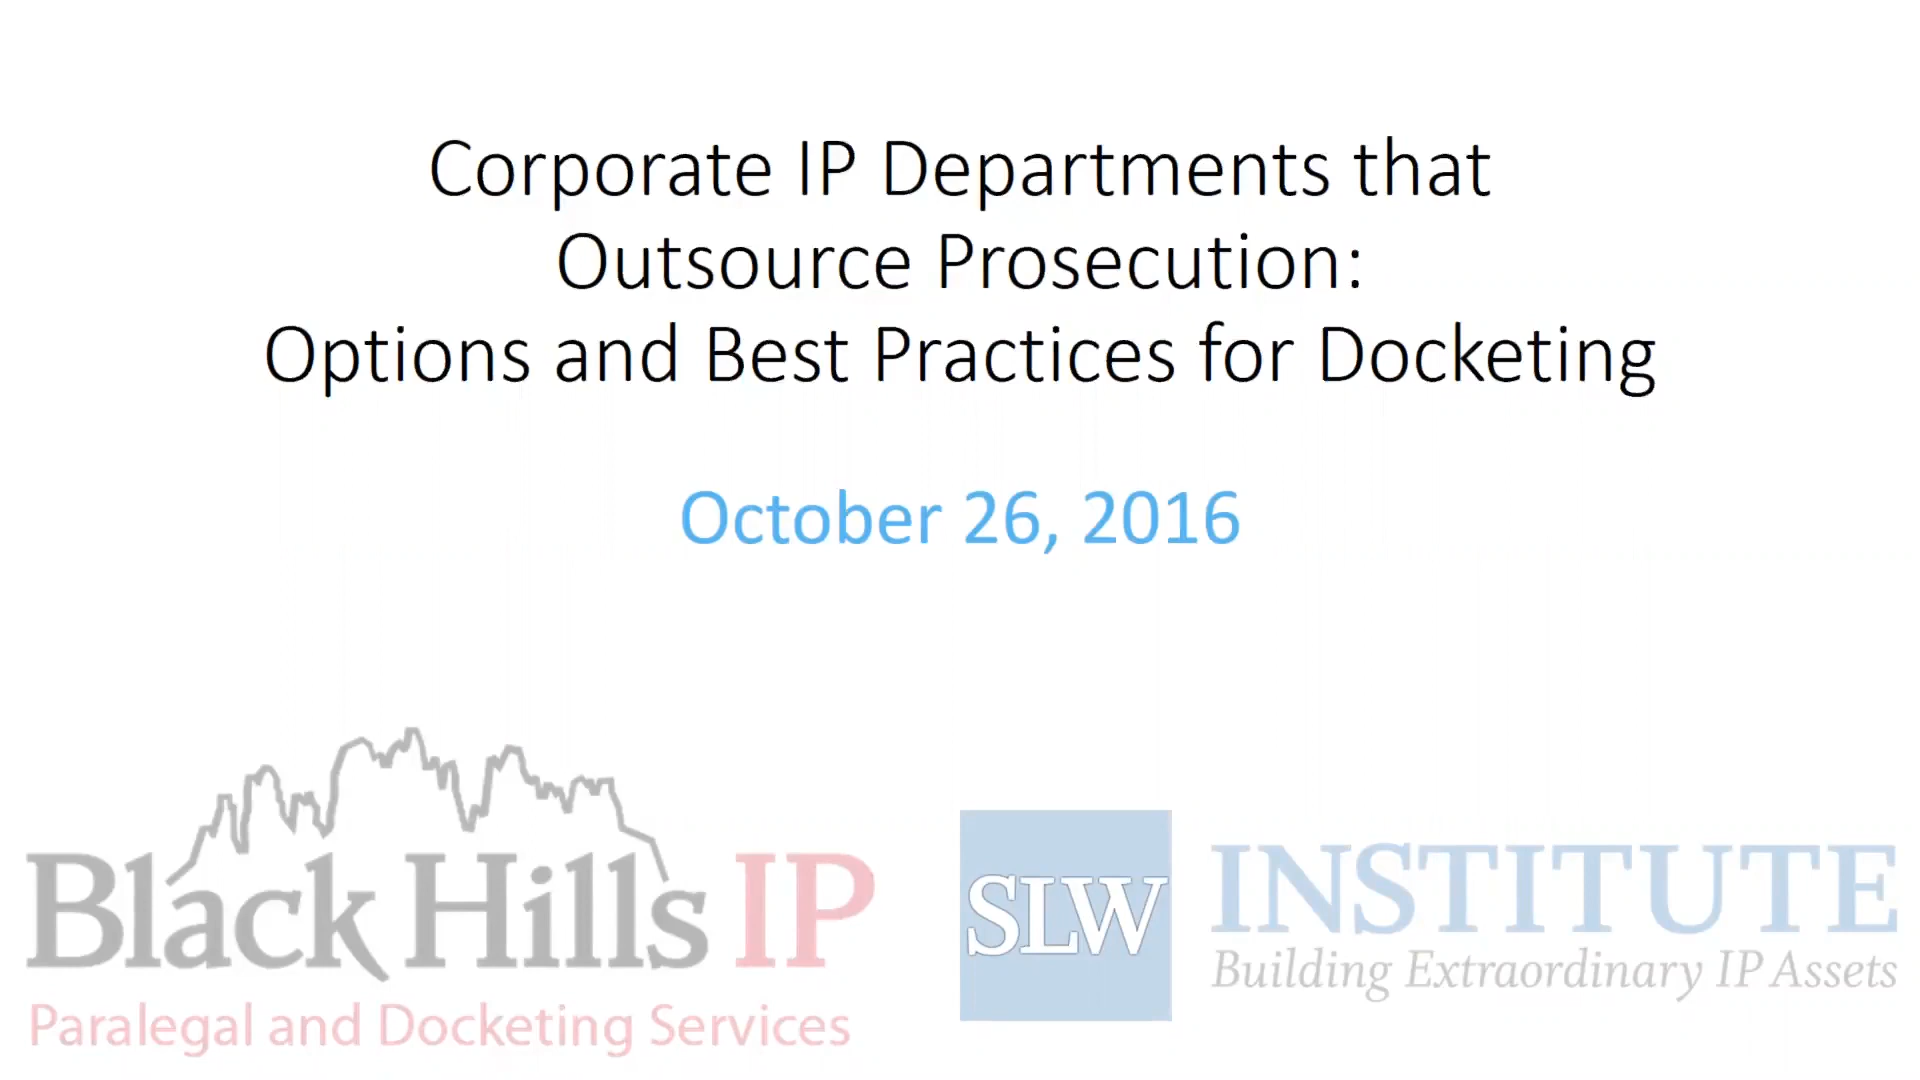 Corporate IP Departments that
Outsource Prosecution:
Options and Best Practices for Docketing
October 26, 2016
Black Hills IP
Paralegal and Docketing Services
SLW
INSTITUTE
Building Extraordinary IP Assets